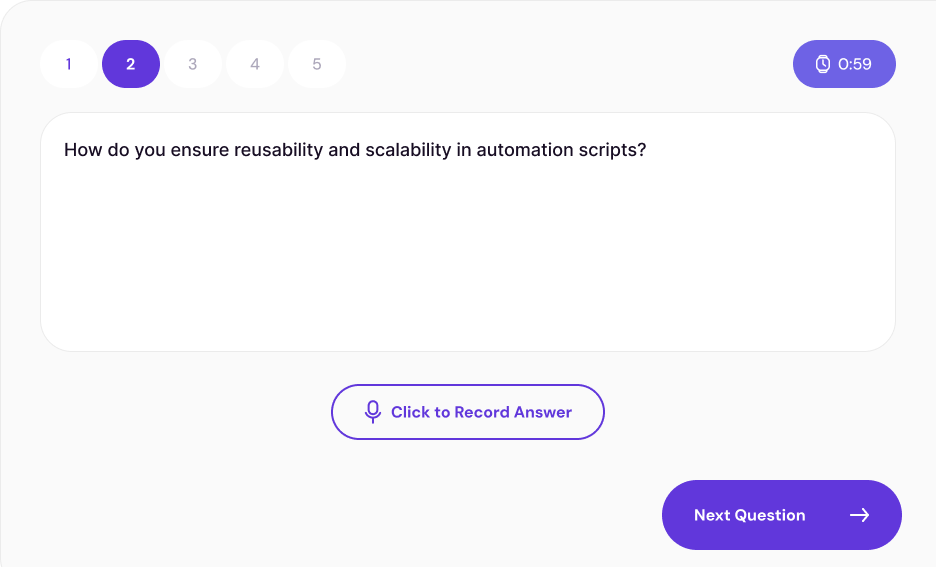 1 2 3 4 5 0:59
How do you ensure reusability and scalability in automation scripts?
Click to Record Answer
Next Question